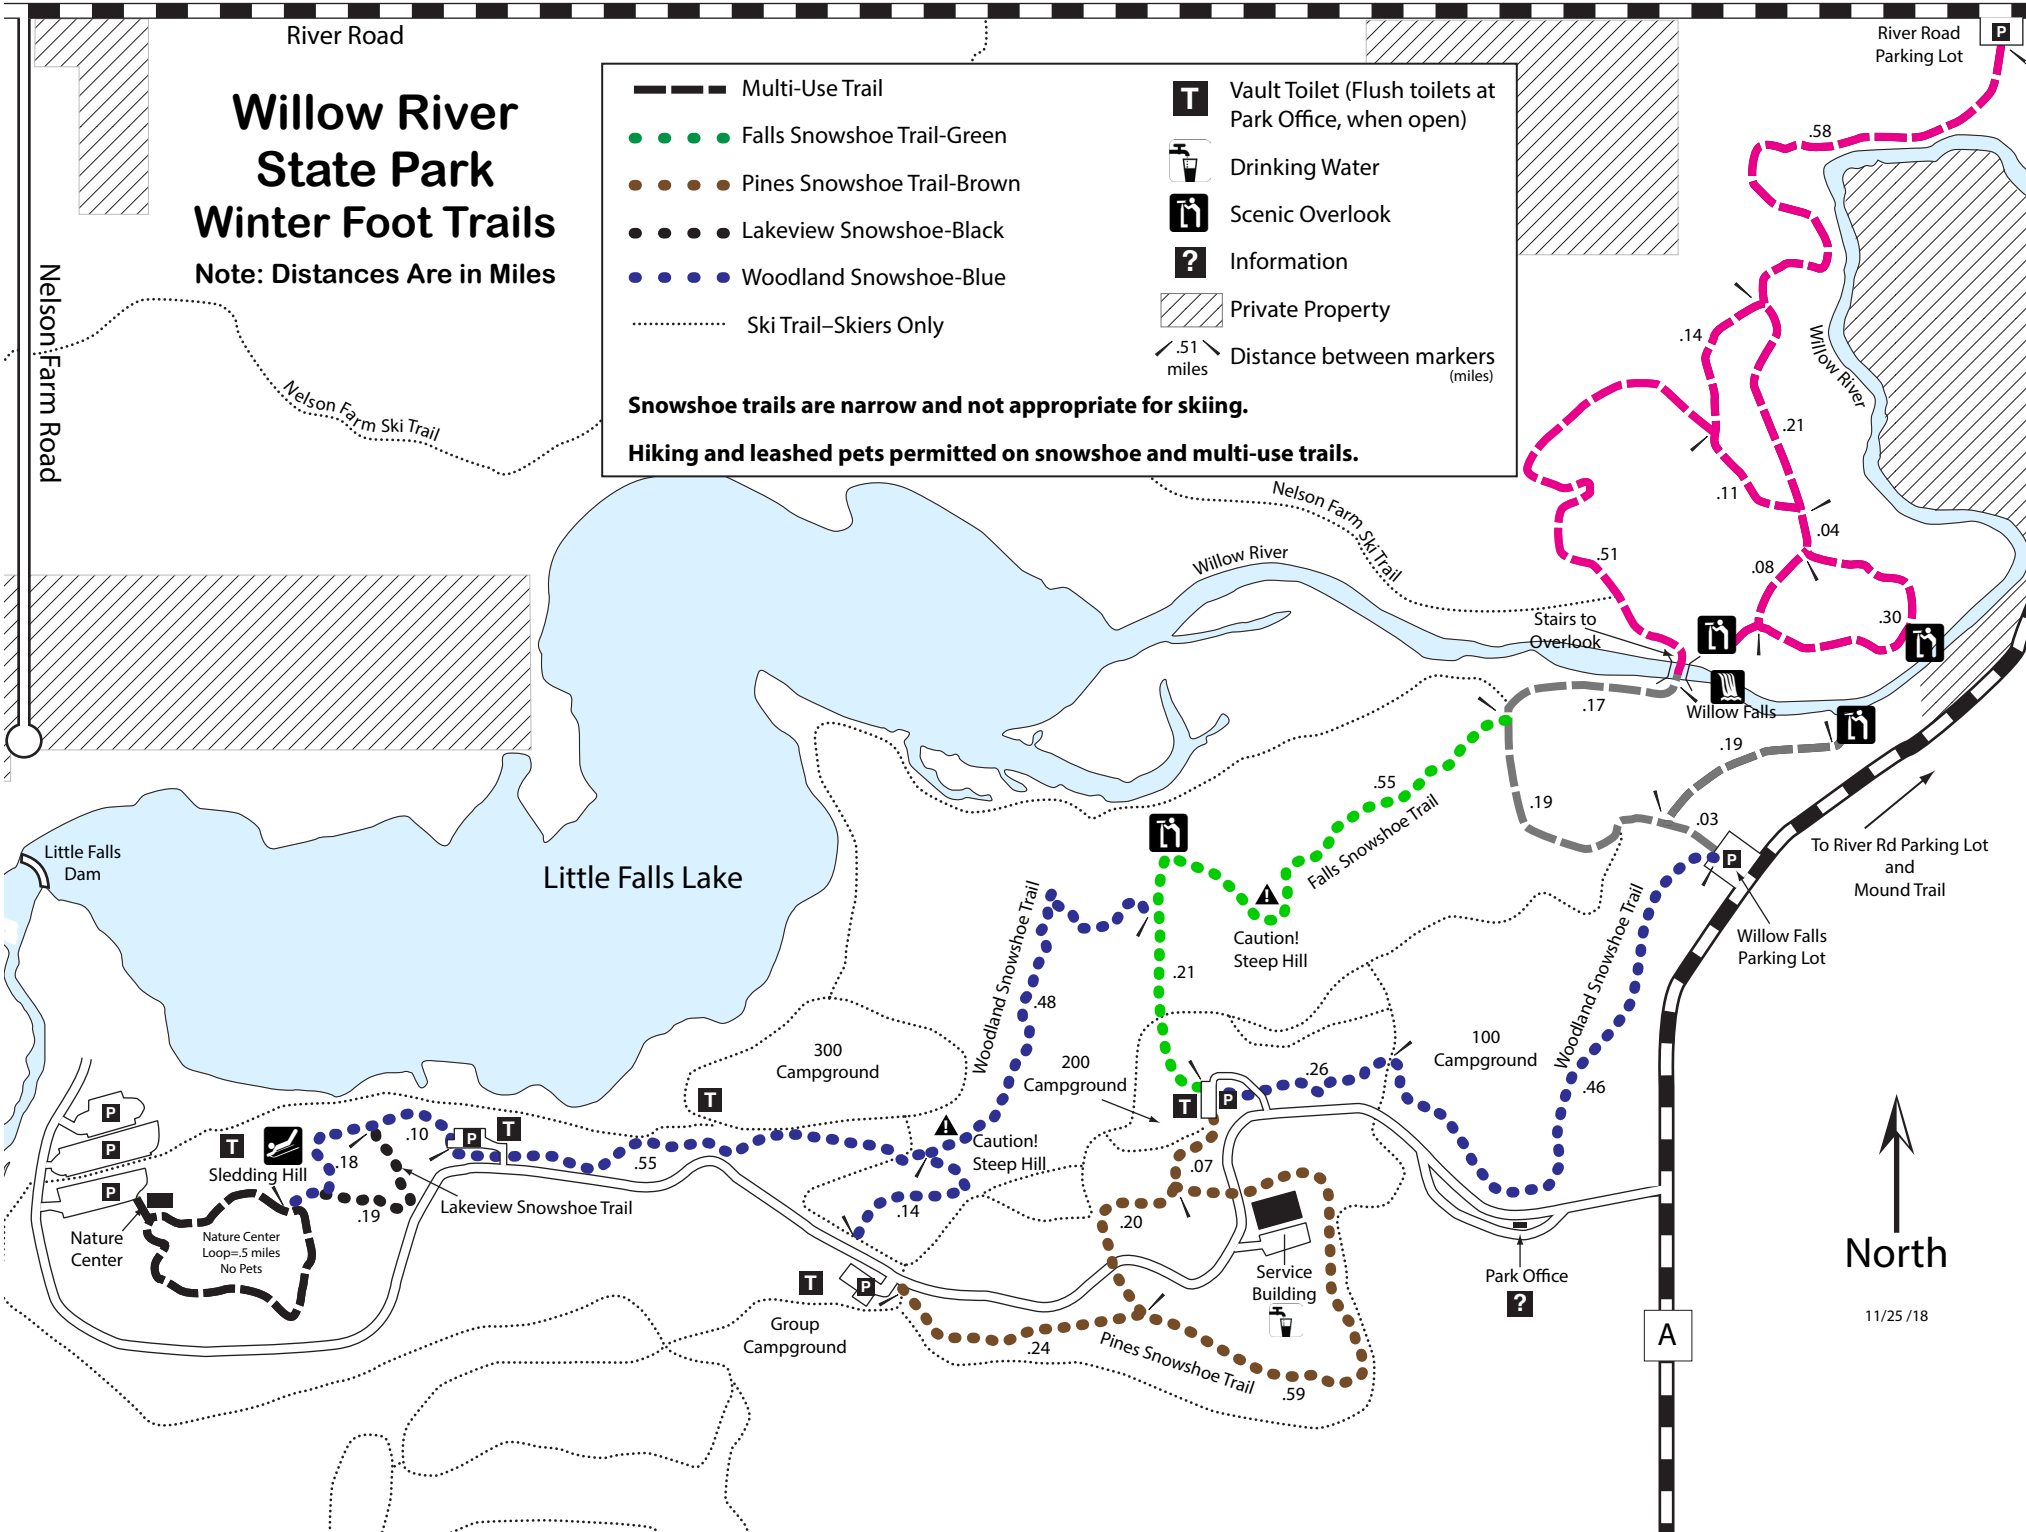 River Road
Willow River
State Park
Winter Foot Trails
Note: Distances Are in Miles
Nelson Farm Road
Multi-Use Trail
Falls Snowshoe Trail-Green
Pines Snowshoe Trail-Brown
Lakeview Snowshoe-Black
Woodland Snowshoe-Blue
Ski Trail–Skiers Only
T
Vault Toilet (Flush toilets at
Park Office, when open)
Drinking Water
Scenic Overlook
?
Information
Private Property
.51
miles
Distance between markers
(miles)
Snowshoe trails are narrow and not appropriate for skiing.
Hiking and leashed pets permitted on snowshoe and multi-use trails.
River Road
Parking Lot
P
.58
.14
Willow River
.21
.11
.04
.51
.08
.30
Nelson Farm Ski Trail
Nelson Farm Ski Trail
Willow River
Stairs to
Overlook
Willow Falls
.17
.19
.19
.03
P
To River Rd Parking Lot
and
Mound Trail
Willow Falls
Parking Lot
.55
Falls Snowshoe Trail
Caution!
Steep Hill
.21
Little Falls
Dam
Little Falls Lake
Woodland Snowshoe Trail
.48
Woodland Snowshoe Trail
.46
100
Campground
.26
200
Campground
T
P
300
Campground
T
Caution!
Steep Hill
P
P
P
T
Sledding Hill
.10
.18
P
T
.55
.19
Lakeview Snowshoe Trail
Nature
Center
Nature Center
Loop=.5 miles
No Pets
.14
.07
.20
Service
Building
T
P
Group
Campground
.24
Pines Snowshoe Trail
.59
Park Office
?
A
North
11/25 /18